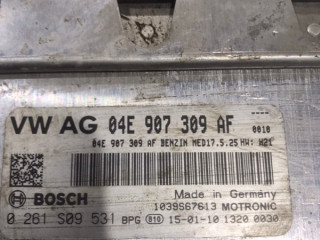 VW AG 04E 907 309 AF 0010
04E 907 309 AF BENZIN MED17.5.25 HW: H21
BOSCH Made in Germany
1039S67613 MOTRONIC
0 261 S09 531 BPG 810 15-01-10 1320 0030